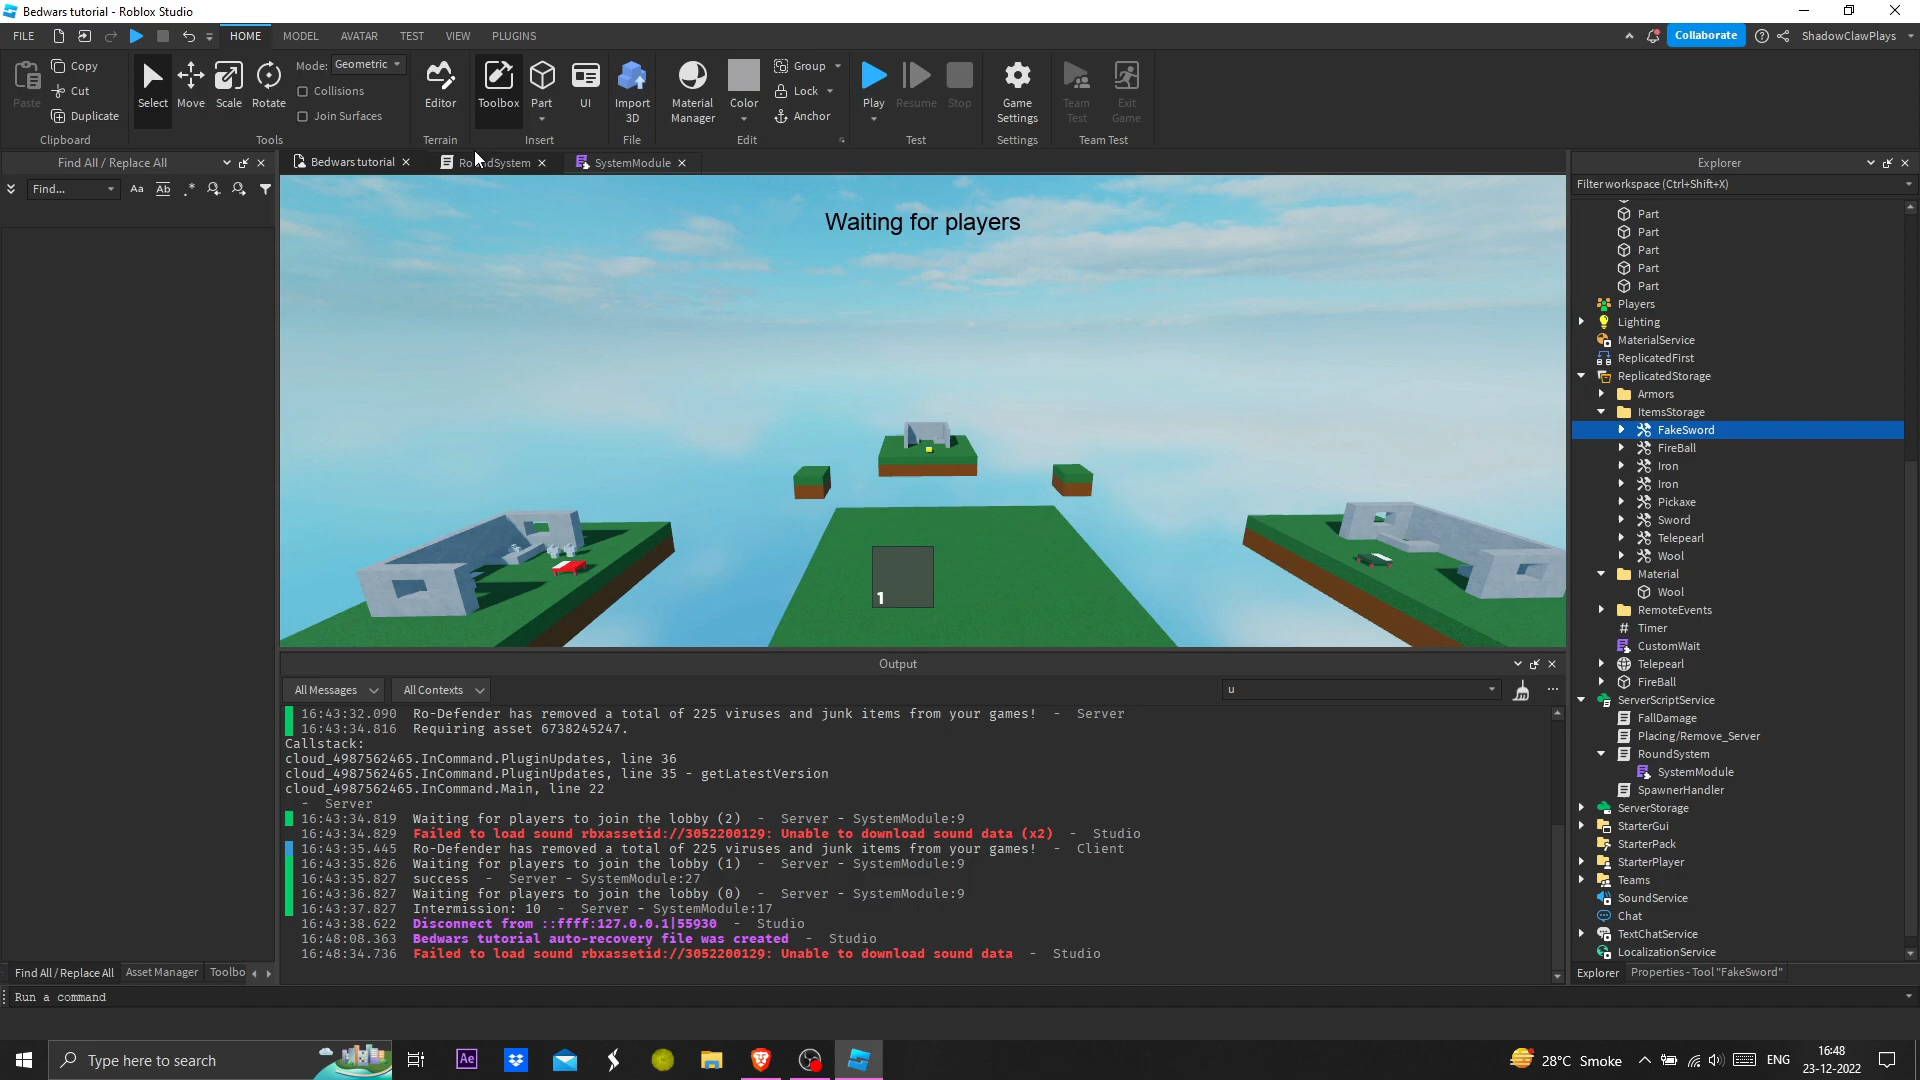 Bedwars tutorial - Roblox Studio
FILE HOME MODEL AVATAR TEST VIEW PLUGINS Collaborate ShadowClawPlays
Paste Copy Cut Duplicate Clipboard
Select Move Scale Rotate Mode: Geometric Collisions Join Surfaces Tools
Editor Terrain
Toolbox Part UI Insert
Import 3D File
Material Manager Color Group Lock Anchor Edit
Play Resume Stop Test
Game Settings Settings
Team Test Exit Game Team Test
Find All / Replace All
Find... Aa Ab .*
Bedwars tutorial RoundSystem SystemModule
Waiting for players
1
Output
All Messages All Contexts u
16:43:32.090 Ro-Defender has removed a total of 225 viruses and junk items from your games! - Server
16:43:34.816 Requiring asset 6738245247.
Callstack:
cloud_4987562465.InCommand.PluginUpdates, line 36
cloud_4987562465.InCommand.PluginUpdates, line 35 - getLatestVersion
cloud_4987562465.InCommand.Main, line 22
- Server
16:43:34.819 Waiting for players to join the lobby (2) - Server - SystemModule:9
16:43:34.829 Failed to load sound rbxassetid://3052200129: Unable to download sound data (x2) - Studio
16:43:35.445 Ro-Defender has removed a total of 225 viruses and junk items from your games! - Client
16:43:35.826 Waiting for players to join the lobby (1) - Server - SystemModule:9
16:43:35.827 success - Server - SystemModule:27
16:43:36.827 Waiting for players to join the lobby (0) - Server - SystemModule:9
16:43:37.827 Intermission: 10 - Server - SystemModule:17
16:43:38.622 Disconnect from ::ffff:127.0.0.1|55930 - Studio
16:48:08.363 Bedwars tutorial auto-recovery file was created - Studio
16:48:34.736 Failed to load sound rbxassetid://3052200129: Unable to download sound data - Studio
Explorer
Filter workspace (Ctrl+Shift+X)
Part
Part
Part
Part
Part
Players
Lighting
MaterialService
ReplicatedFirst
ReplicatedStorage
Armors
ItemsStorage
FakeSword
FireBall
Iron
Iron
Pickaxe
Sword
Telepearl
Wool
Material
Wool
RemoteEvents
# Timer
CustomWait
Telepearl
FireBall
ServerScriptService
FallDamage
Placing/Remove_Server
RoundSystem
SystemModule
SpawnerHandler
ServerStorage
StarterGui
StarterPack
StarterPlayer
Teams
SoundService
Chat
TextChatService
LocalizationService
Find All / Replace All Asset Manager Toolbo
Explorer Properties - Tool "FakeSword"
Run a command
Type here to search
Ae
28°C Smoke ENG 16:48
23-12-2022